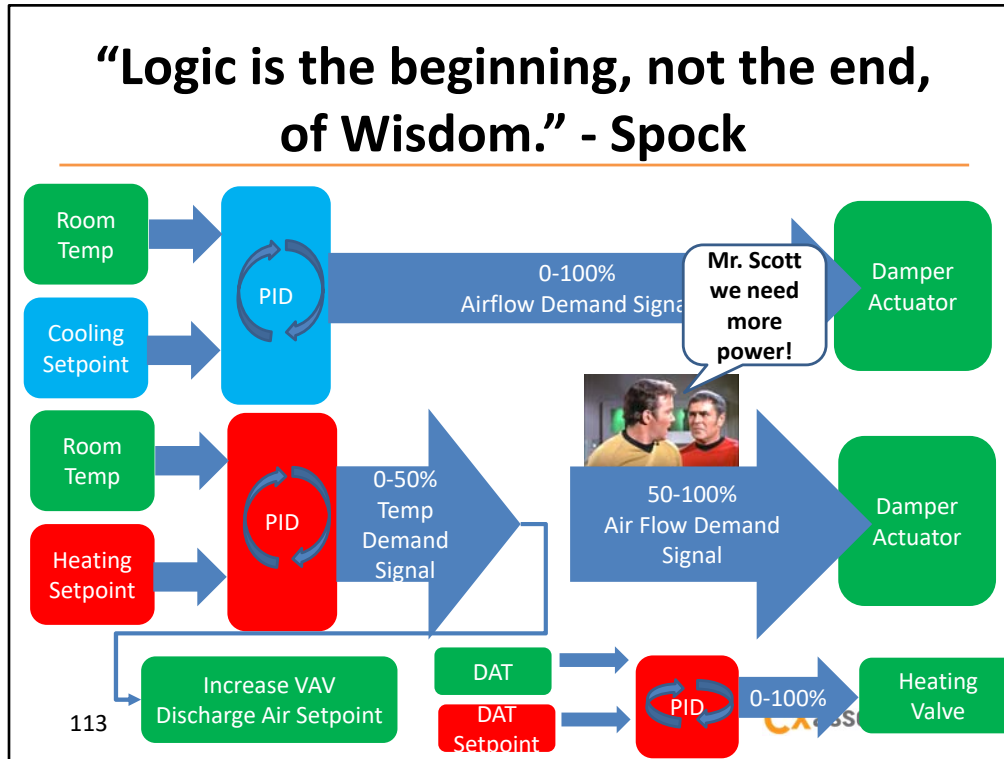 “Logic is the beginning, not the end,
of Wisdom.” - Spock
Room
Temp
Cooling
Setpoint
PID
0-100%
Airflow Demand Signal
Mr. Scott
we need
more
power!
Damper
Actuator
Room
Temp
Heating
Setpoint
PID
0-50%
Temp
Demand
Signal
50-100%
Air Flow Demand
Signal
Damper
Actuator
Increase VAV
Discharge Air Setpoint
DAT
DAT
Setpoint
PID
0-100%
Heating
Valve
113